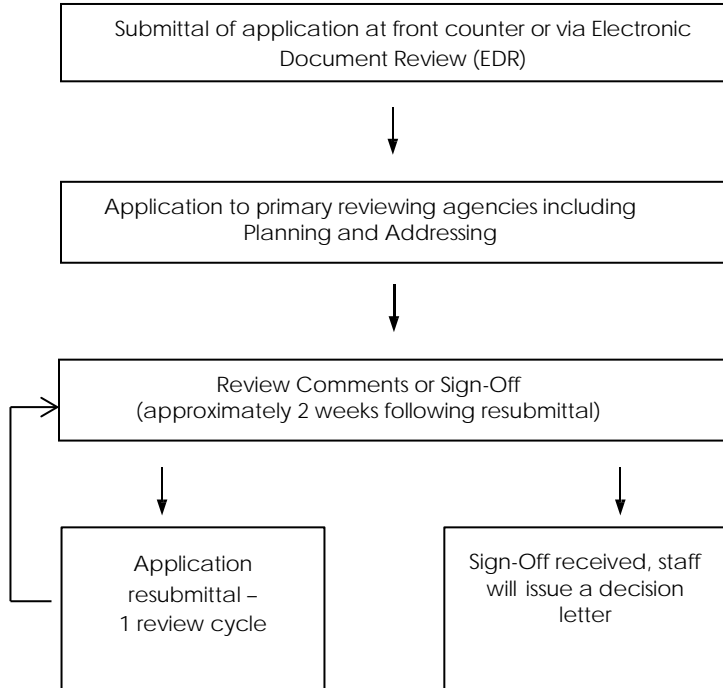 Submittal of application at front counter or via Electronic
Document Review (EDR)
Application to primary reviewing agencies including
Planning and Addressing
Review Comments or Sign-Off
(approximately 2 weeks following resubmittal)
Application
resubmittal –
1 review cycle
Sign-Off received, staff
will issue a decision
letter